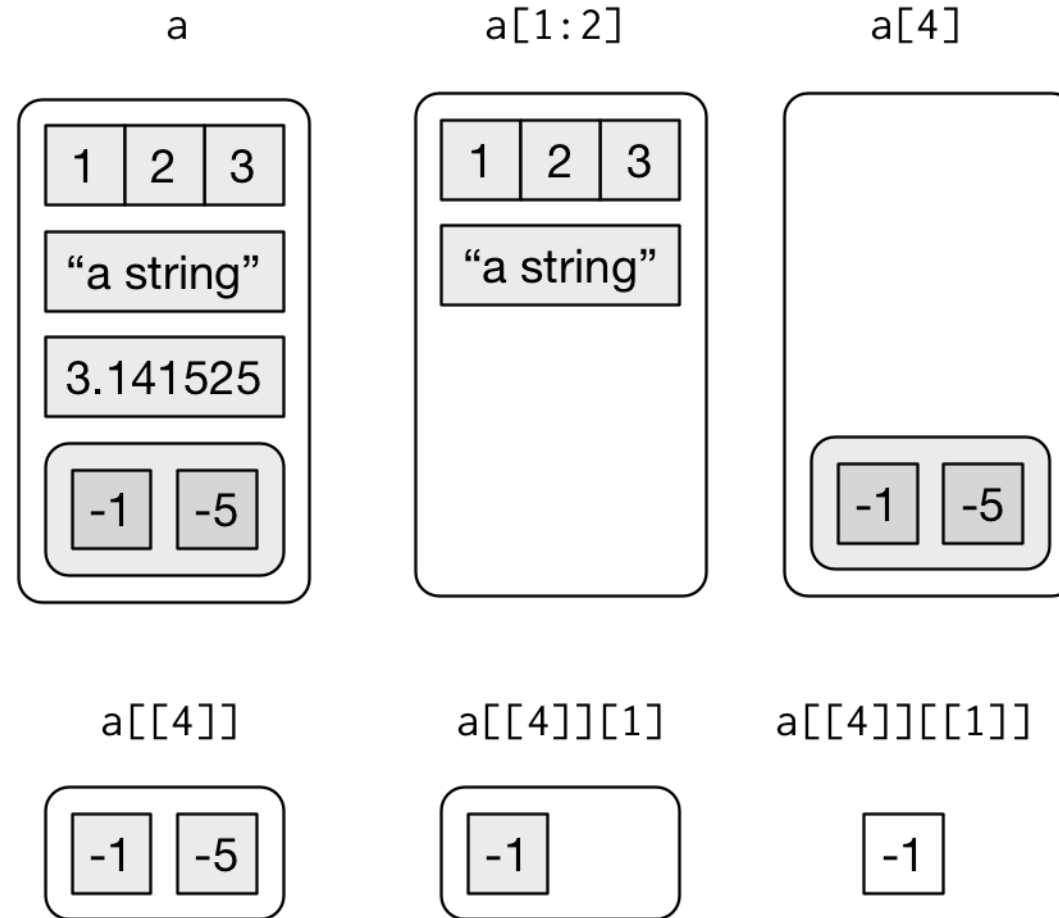 a a[1:2] a[4]
1 2 3 1 2 3
“a string” “a string”
3.141525
-1 -5 -1 -5
a[[4]] a[[4]][1] a[[4]][[1]]
-1 -5 -1 -1